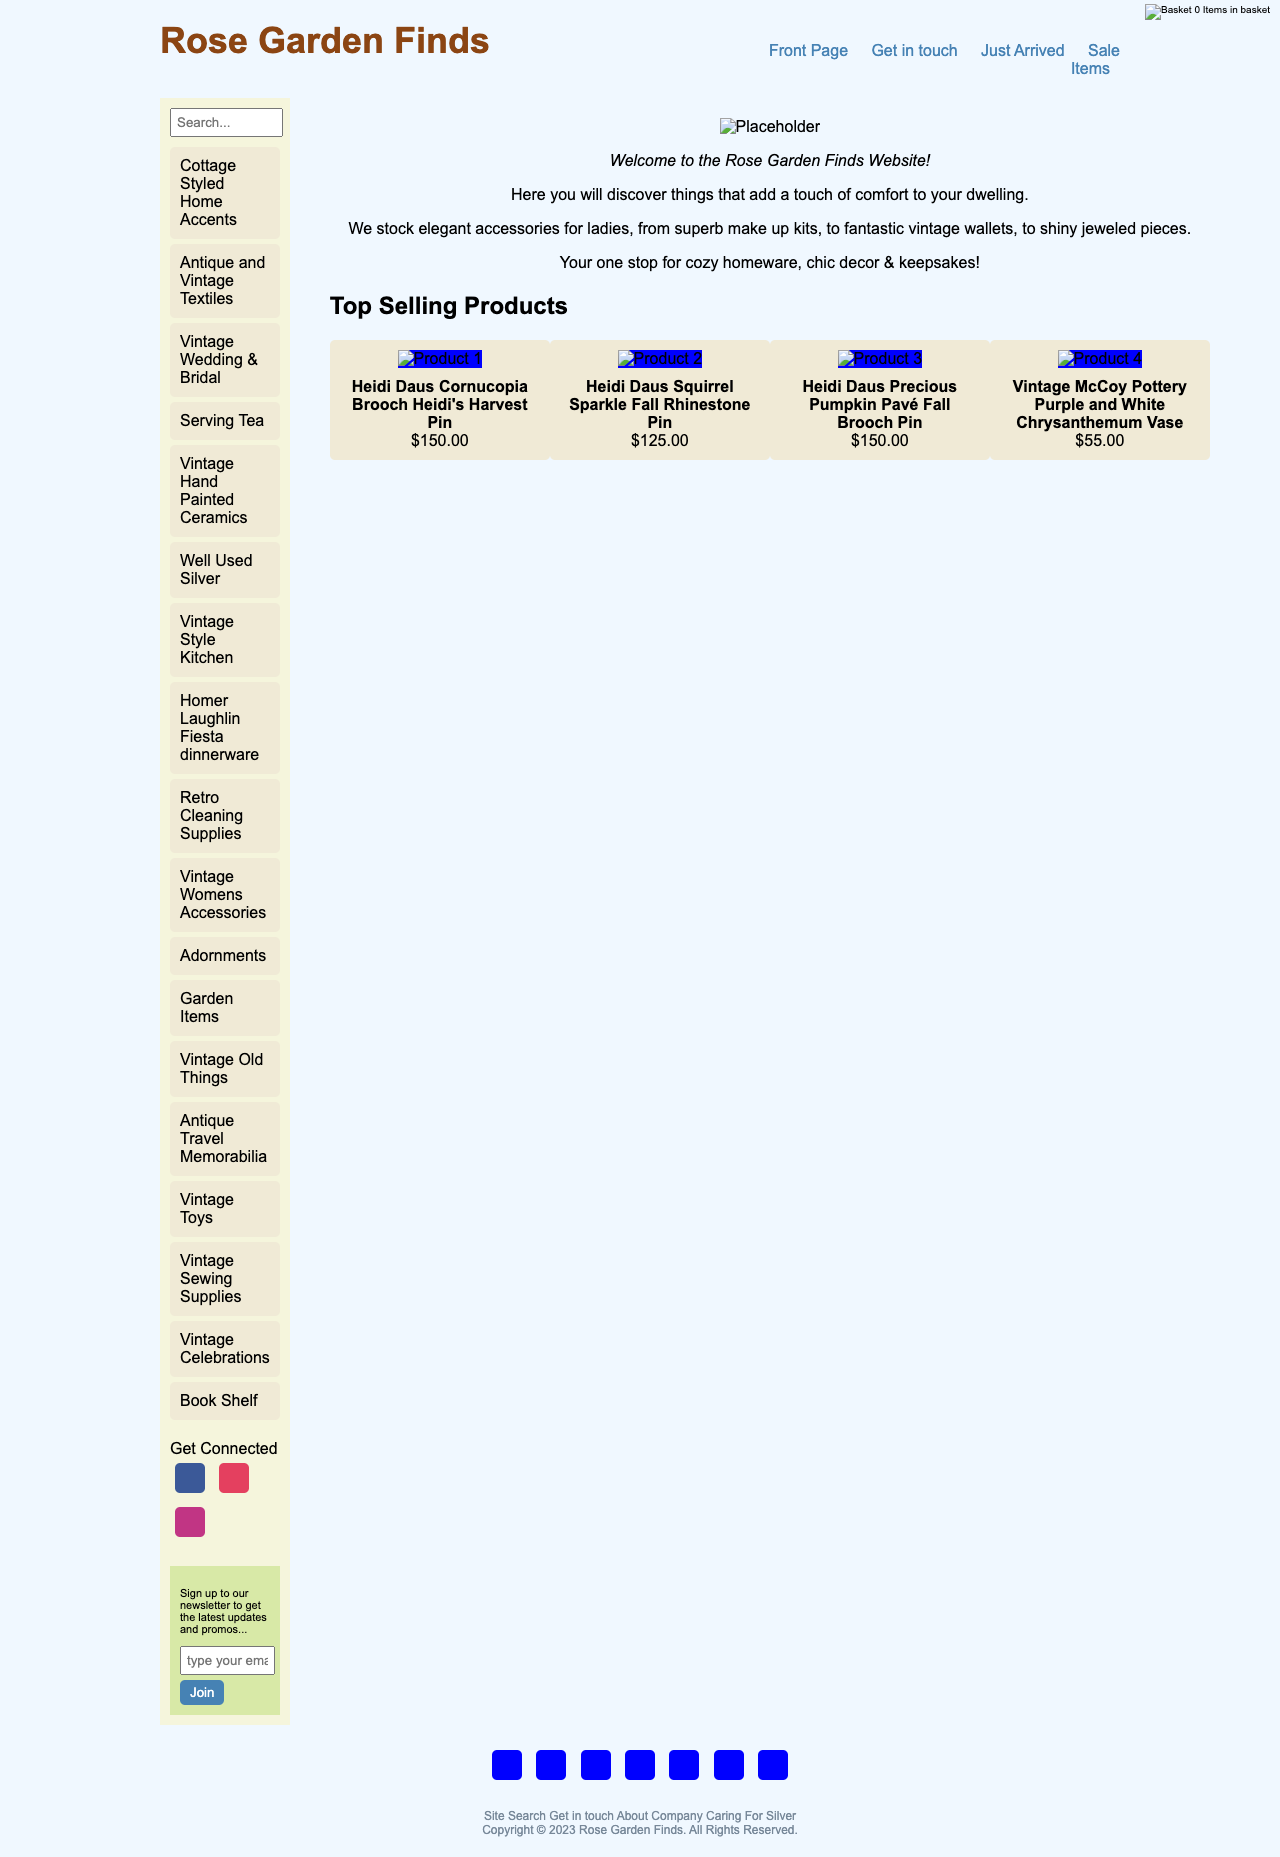 Basket 0 Items in basket
Rose Garden Finds
Front Page Get in touch Just Arrived Sale
Items
Search...
Cottage
Styled
Home
Accents
Antique and
Vintage
Textiles
Vintage
Wedding &
Bridal
Serving Tea
Vintage
Hand
Painted
Ceramics
Well Used
Silver
Vintage
Style
Kitchen
Homer
Laughlin
Fiesta
dinnerware
Retro
Cleaning
Supplies
Vintage
Womens
Accessories
Adornments
Garden
Items
Vintage Old
Things
Antique
Travel
Memorabilia
Vintage
Toys
Vintage
Sewing
Supplies
Vintage
Celebrations
Book Shelf
Get Connected
Sign up to our
newsletter to get
the latest updates
and promos...
type your ema
Join
Placeholder
Welcome to the Rose Garden Finds Website!
Here you will discover things that add a touch of comfort to your dwelling.
We stock elegant accessories for ladies, from superb make up kits, to fantastic vintage wallets, to shiny jeweled pieces.
Your one stop for cozy homeware, chic decor & keepsakes!
Top Selling Products
Product 1
Heidi Daus Cornucopia
Brooch Heidi's Harvest
Pin
$150.00
Product 2
Heidi Daus Squirrel
Sparkle Fall Rhinestone
Pin
$125.00
Product 3
Heidi Daus Precious
Pumpkin Pavé Fall
Brooch Pin
$150.00
Product 4
Vintage McCoy Pottery
Purple and White
Chrysanthemum Vase
$55.00
Site Search Get in touch About Company Caring For Silver
Copyright © 2023 Rose Garden Finds. All Rights Reserved.